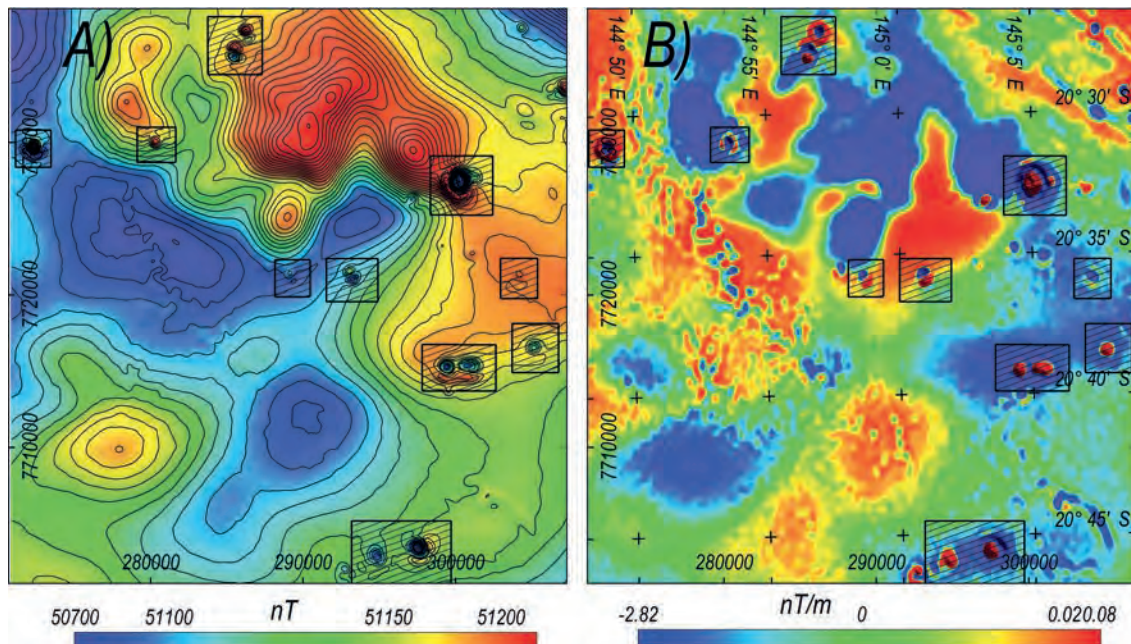 A)
7720000
7710000
280000
290000
300000
nT
50700
51100
51150
51200
B)
144° 50' E
144° 55' E
145° 0' E
145° 5' E
20° 30' S
20° 35' S
20° 40' S
20° 45' S
7720000
7710000
280000
290000
300000
nT/m
-2.82
0
0.020.08